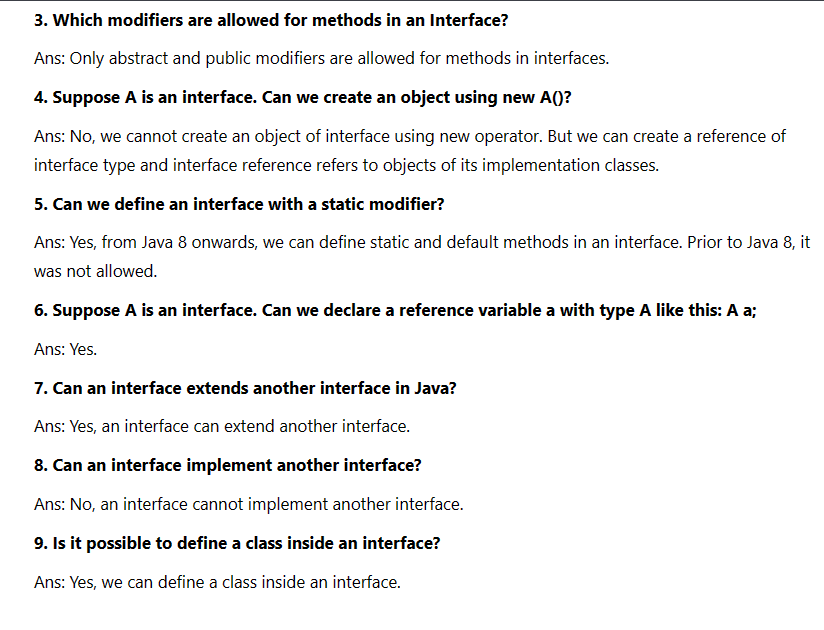 3. Which modifiers are allowed for methods in an Interface?
Ans: Only abstract and public modifiers are allowed for methods in interfaces.
4. Suppose A is an interface. Can we create an object using new A()?
Ans: No, we cannot create an object of interface using new operator. But we can create a reference of
interface type and interface reference refers to objects of its implementation classes.
5. Can we define an interface with a static modifier?
Ans: Yes, from Java 8 onwards, we can define static and default methods in an interface. Prior to Java 8, it
was not allowed.
6. Suppose A is an interface. Can we declare a reference variable a with type A like this: A a;
Ans: Yes.
7. Can an interface extends another interface in Java?
Ans: Yes, an interface can extend another interface.
8. Can an interface implement another interface?
Ans: No, an interface cannot implement another interface.
9. Is it possible to define a class inside an interface?
Ans: Yes, we can define a class inside an interface.